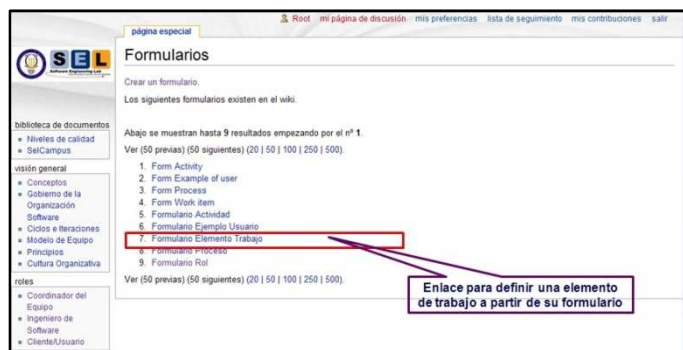 Root mi página de discusión mis preferencias lista de seguimiento mis contribuciones salir
página especial
SEL
Software Engineering Lab
Formularios
Crear un formulario.
Los siguientes formularios existen en el wiki.
Abajo se muestran hasta 9 resultados empezando por el nº 1.
Ver (50 previas) (50 siguientes) (20 | 50 | 100 | 250 | 500).
1. Form Activity
2. Form Example of user
3. Form Process
4. Form Work item
5. Formulario Actividad
6. Formulario Ejemplo Usuario
7. Formulario Elemento Trabajo
8. Formulario Proceso
9. Formulario Rol
Ver (50 previas) (50 siguientes) (20 | 50 | 100 | 250 | 500).
Enlace para definir una elemento
de trabajo a partir de su formulario
biblioteca de documentos
Niveles de calidad
SelCampus
visión general
Conceptos
Gobierno de la
Organización
Software
Ciclos e Iteraciones
Modelo de Equipo
Principios
Cultura Organizativa
roles
Coordinador del
Equipo
Ingeniero de
Software
Cliente/Usuario